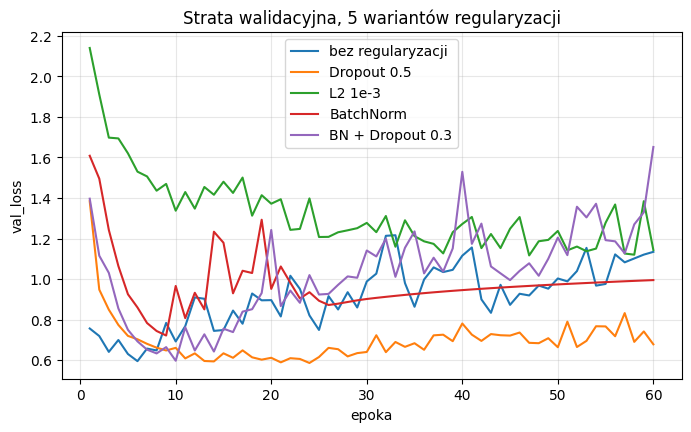 Strata walidacyjna, 5 wariantów regularyzacji
val_loss
2.2
2.0
1.8
1.6
1.4
1.2
1.0
0.8
0.6
bez regularyzacji
Dropout 0.5
L2 1e-3
BatchNorm
BN + Dropout 0.3
0
10
20
30
40
50
60
epoka